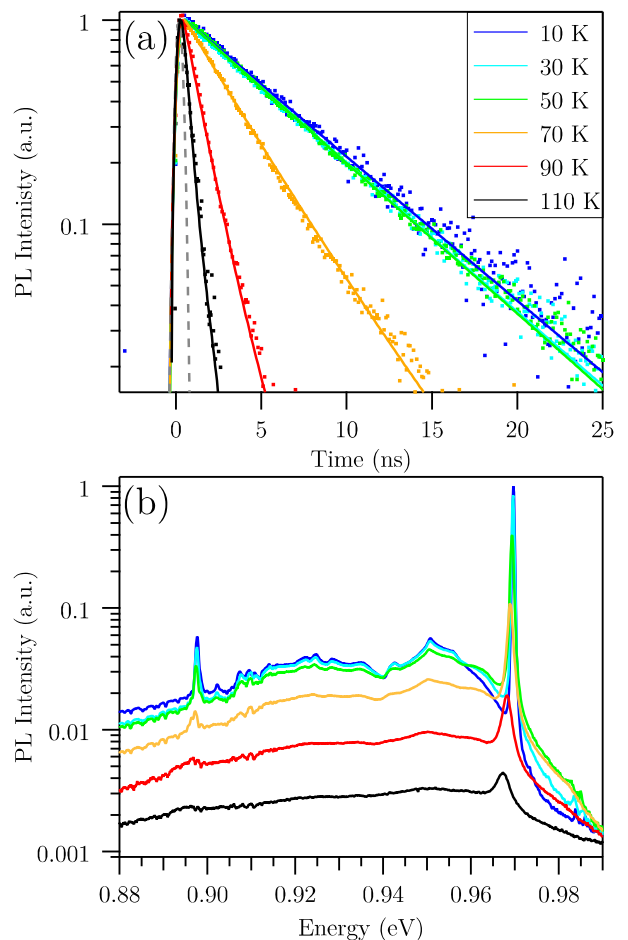 (a)
1
0.1
PL Intenisty (a.u.)
10 K
30 K
50 K
70 K
90 K
110 K
0 5 10 15 20 25
Time (ns)
(b)
1
0.1
0.01
0.001
PL Intensity (a.u.)
0.88 0.90 0.92 0.94 0.96 0.98
Energy (eV)